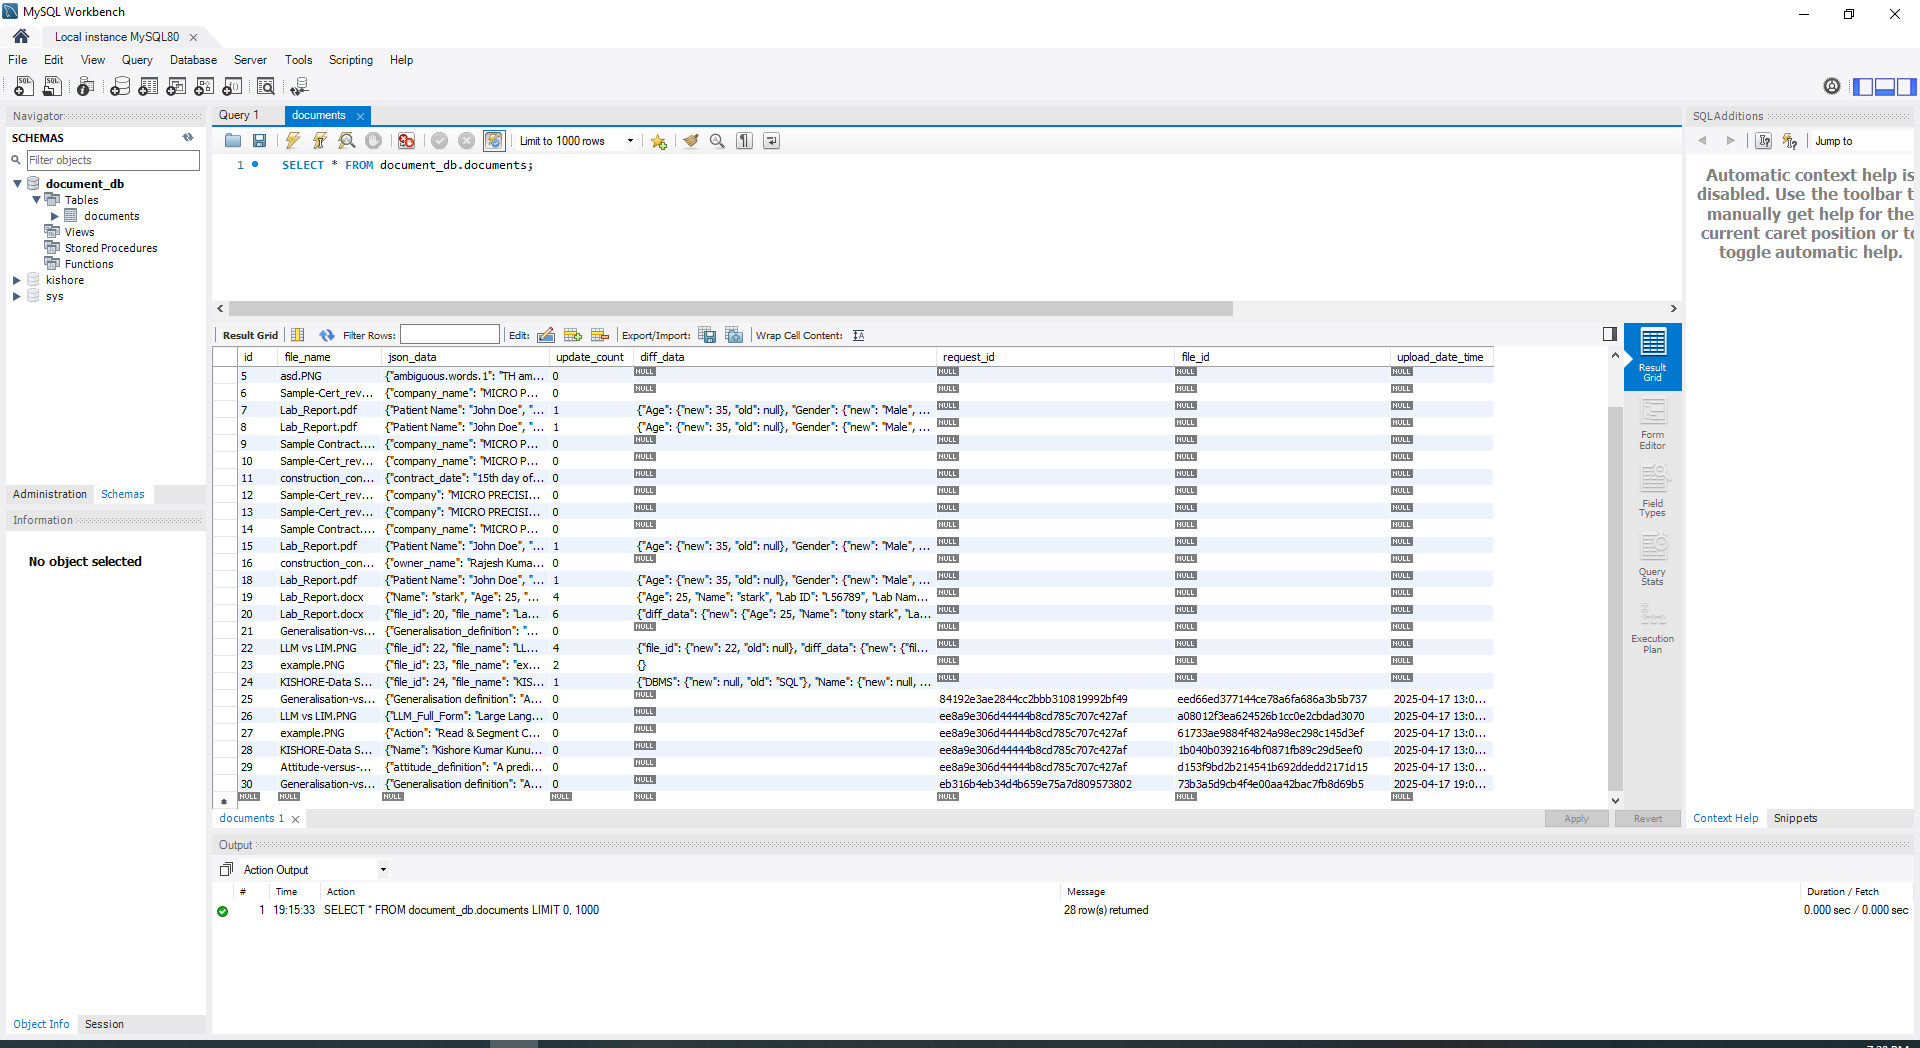 MySQL Workbench
Local instance MySQL80
File Edit View Query Database Server Tools Scripting Help
Navigator
SCHEMAS
Filter objects
document_db
Tables
documents
Views
Stored Procedures
Functions
kishore
sys
Administration Schemas
Information
No object selected
Object Info Session
Query 1 documents
Limit to 1000 rows
1 SELECT * FROM document_db.documents;
Result Grid Filter Rows: Edit: Export/Import: Wrap Cell Content:
id file_name json_data update_count diff_data request_id file_id upload_date_time
5 asd.PNG {"ambiguous.words.1": "TH am... 0 NULL NULL NULL NULL
6 Sample-Cert_rev... {"company_name": "MICRO P... 0 NULL NULL NULL NULL
7 Lab_Report.pdf {"Patient Name": "John Doe", "... 1 {"Age": {"new": 35, "old": null}, "Gender": {"new": "Male", ... NULL NULL NULL
8 Lab_Report.pdf {"Patient Name": "John Doe", "... 1 {"Age": {"new": 35, "old": null}, "Gender": {"new": "Male", ... NULL NULL NULL
9 Sample Contract.... {"company_name": "MICRO P... 0 NULL NULL NULL NULL
10 Sample-Cert_rev... {"company_name": "MICRO P... 0 NULL NULL NULL NULL
11 construction_con... {"contract_date": "15th day of... 0 NULL NULL NULL NULL
12 Sample-Cert_rev... {"company": "MICRO PRECISI... 0 NULL NULL NULL NULL
13 Sample-Cert_rev... {"company": "MICRO PRECISI... 0 NULL NULL NULL NULL
14 Sample Contract.... {"company_name": "MICRO P... 0 NULL NULL NULL NULL
15 Lab_Report.pdf {"Patient Name": "John Doe", "... 1 {"Age": {"new": 35, "old": null}, "Gender": {"new": "Male", ... NULL NULL NULL
16 construction_con... {"owner_name": "Rajesh Kuma... 0 NULL NULL NULL NULL
18 Lab_Report.pdf {"Patient Name": "John Doe", "... 1 {"Age": {"new": 35, "old": null}, "Gender": {"new": "Male", ... NULL NULL NULL
19 Lab_Report.docx {"Name": "stark", "Age": 25, "... 4 {"Age": 25, "Name": "stark", "Lab ID": "L56789", "Lab Nam... NULL NULL NULL
20 Lab_Report.docx {"file_id": 20, "file_name": "La... 6 {"diff_data": {"new": {"Age": 25, "Name": "tony stark", "La... NULL NULL NULL
21 Generalisation-vs... {"Generalisation_definition": "... 0 NULL NULL NULL NULL
22 LLM vs LIM.PNG {"file_id": 22, "file_name": "LL... 4 {"file_id": {"new": 22, "old": null}, "diff_data": {"new": {"fil... NULL NULL NULL
23 example.PNG {"file_id": 23, "file_name": "ex... 2 {} NULL NULL NULL
24 KISHORE-Data S... {"file_id": 24, "file_name": "KIS... 1 {"DBMS": {"new": null, "old": "SQL"}, "Name": {"new": null, ... NULL NULL NULL
25 Generalisation-vs... {"Generalisation definition": "A... 0 NULL 84192e3ae2844cc2bbb310819992bf49 eed66ed377144ce78a6fa686a3b5b737 2025-04-17 13:0...
26 LLM vs LIM.PNG {"LLM_Full_Form": "Large Lang... 0 NULL ee8a9e306d44444b8cd785c707c427af a08012f3ea624526b1cc0e2cbdad3070 2025-04-17 13:0...
27 example.PNG {"Action": "Read & Segment C... 0 NULL ee8a9e306d44444b8cd785c707c427af 61733ae9884f4824a98ec298c145d3ef 2025-04-17 13:0...
28 KISHORE-Data S... {"Name": "Kishore Kumar Kunu... 0 NULL ee8a9e306d44444b8cd785c707c427af 1b040b0392164bf0871fb89c29d5eef0 2025-04-17 13:0...
29 Attitude-versus-... {"attitude_definition": "A predi... 0 NULL ee8a9e306d44444b8cd785c707c427af d153f9bd2b214541b692ddedd2171d15 2025-04-17 13:0...
30 Generalisation-vs... {"Generalisation definition": "A... 0 NULL eb316b4eb34d4b659e75a7d809573802 73b3a5d9cb4f4e00aa42bac7fb8d69b5 2025-04-17 19:0...
NULL NULL NULL NULL NULL NULL NULL NULL
Result
Grid
Form
Editor
Field
Types
Query
Stats
Execution
Plan
documents 1 Apply Revert
Output
Action Output
# Time Action Message Duration / Fetch
1 19:15:33 SELECT * FROM document_db.documents LIMIT 0, 1000 28 row(s) returned 0.000 sec / 0.000 sec
SQLAdditions
Jump to
Automatic context help is
disabled. Use the toolbar t
manually get help for the
current caret position or to
toggle automatic help.
Context Help Snippets